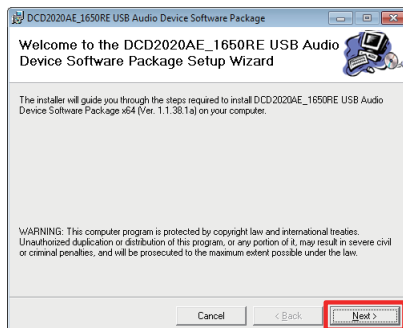 DCD2020AE_1650RE USB Audio Device Software Package
Welcome to the DCD2020AE_1650RE USB Audio
Device Software Package Setup Wizard
The installer will guide you through the steps required to install DCD2020AE_1650RE USB Audio
Device Software Package x64 (Ver. 1.1.38.1a) on your computer.
WARNING: This computer program is protected by copyright law and international treaties.
Unauthorized duplication or distribution of this program, or any portion of it, may result in severe civil
or criminal penalties, and will be prosecuted to the maximum extent possible under the law.
Cancel
< Back
Next >